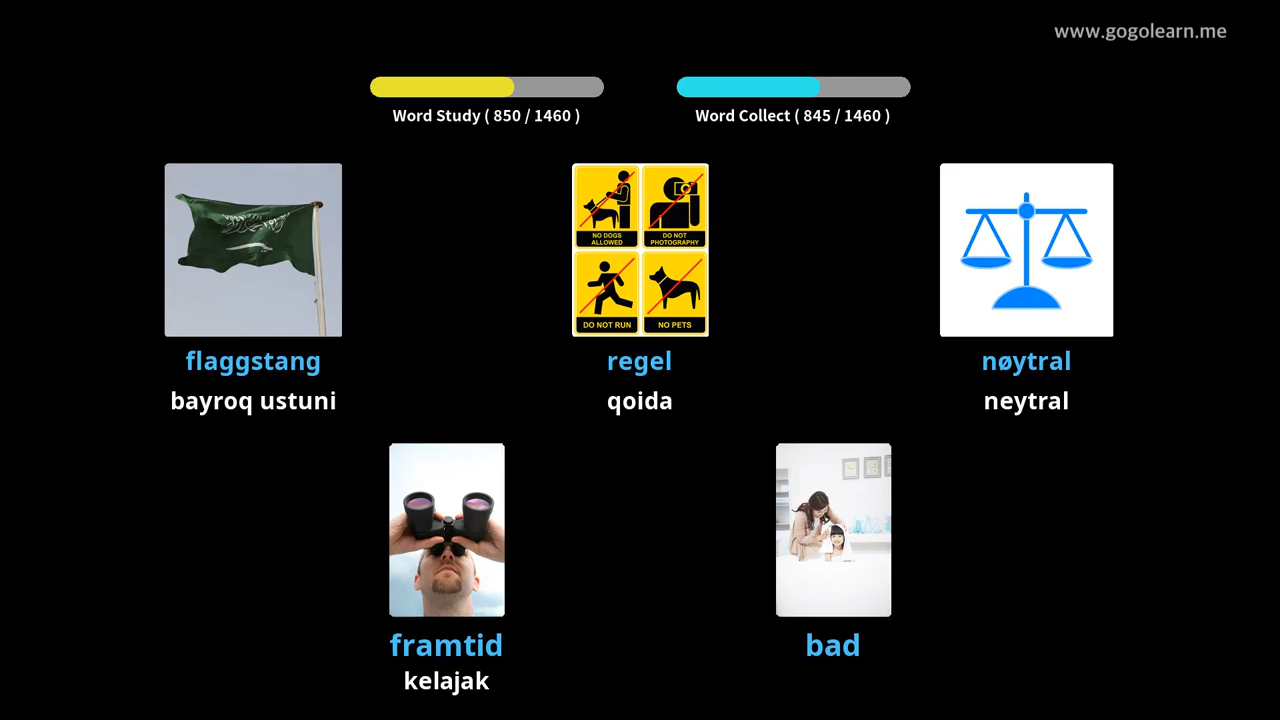 www.gogolearn.me
Word Study ( 850 / 1460 )
Word Collect ( 845 / 1460 )
NO DOGS
ALLOWED
DO NOT
PHOTOGRAPHY
DO NOT RUN
NO PETS
flaggstang
bayroq ustuni
regel
qoida
nøytral
neytral
framtid
kelajak
bad